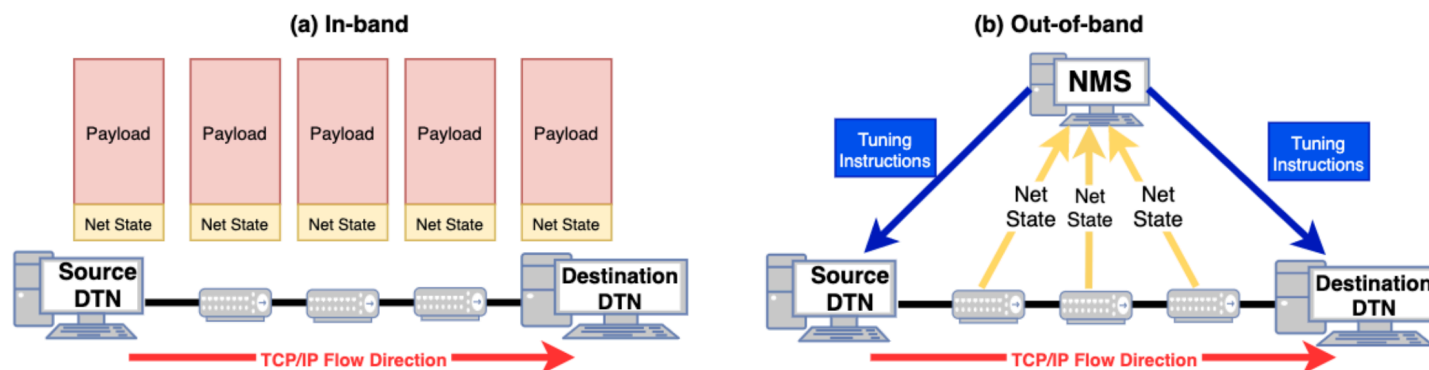 (a) In-band
Payload
Payload
Payload
Payload
Payload
Net State
Net State
Net State
Net State
Net State
Source
DTN
Destination
DTN
TCP/IP Flow Direction
(b) Out-of-band
NMS
Tuning
Instructions
Tuning
Instructions
Net
State
Net
State
Net
State
Source
DTN
Destination
DTN
TCP/IP Flow Direction